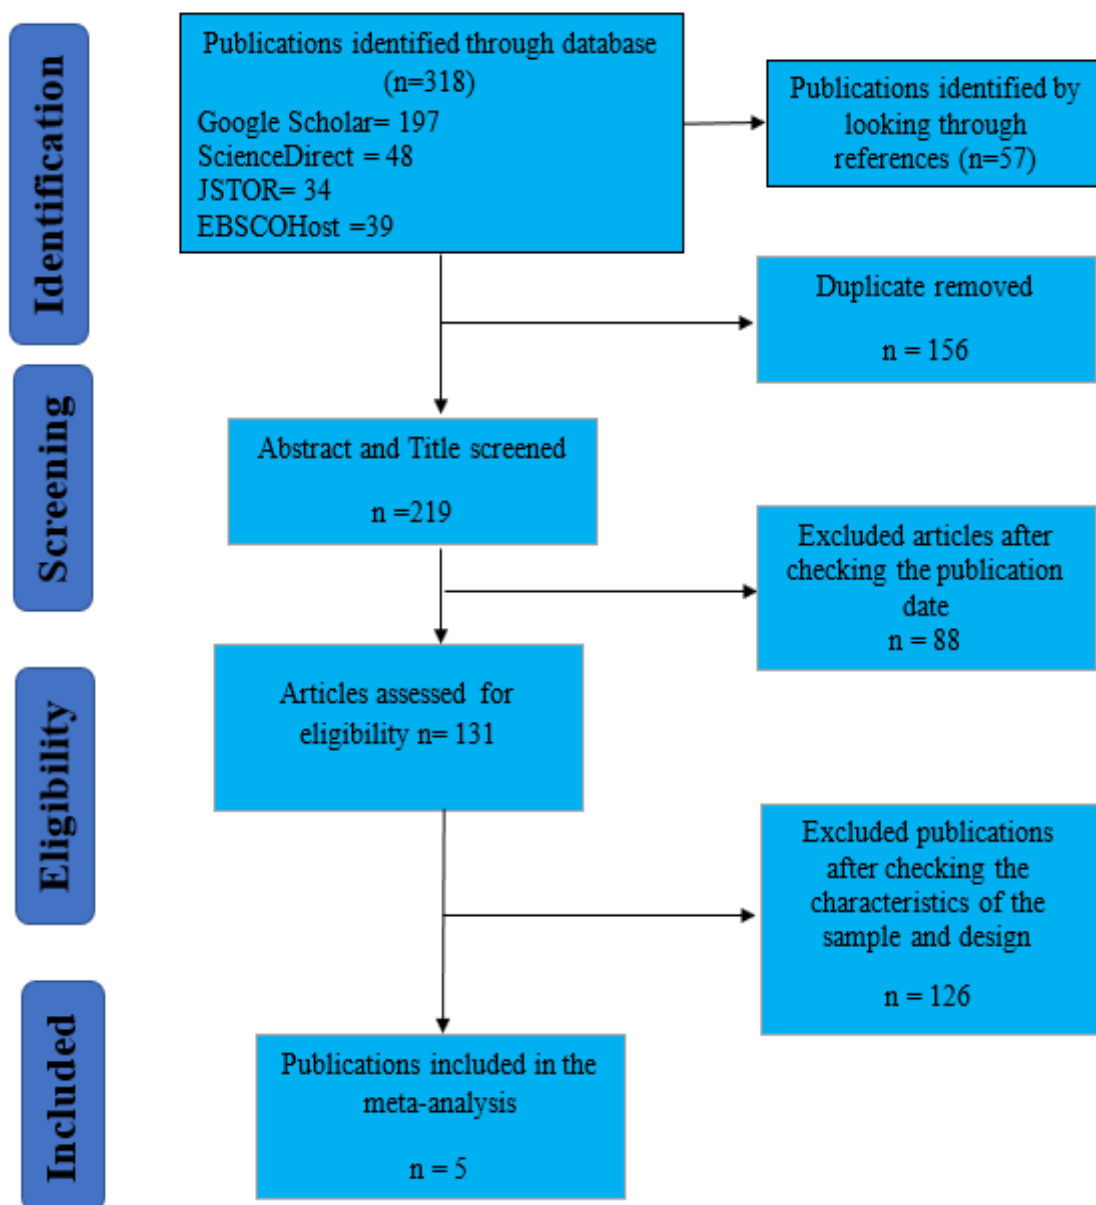 Identification
Publications identified through database
(n=318)
Google Scholar= 197
ScienceDirect = 48
JSTOR= 34
EBSCOHost =39
Publications identified by
looking through
references (n=57)
Duplicate removed
n = 156
Screening
Abstract and Title screened
n =219
Excluded articles after
checking the publication
date
n = 88
Eligibility
Articles assessed for
eligibility n= 131
Excluded publications
after checking the
characteristics of the
sample and design
n = 126
Included
Publications included in the
meta-analysis
n = 5